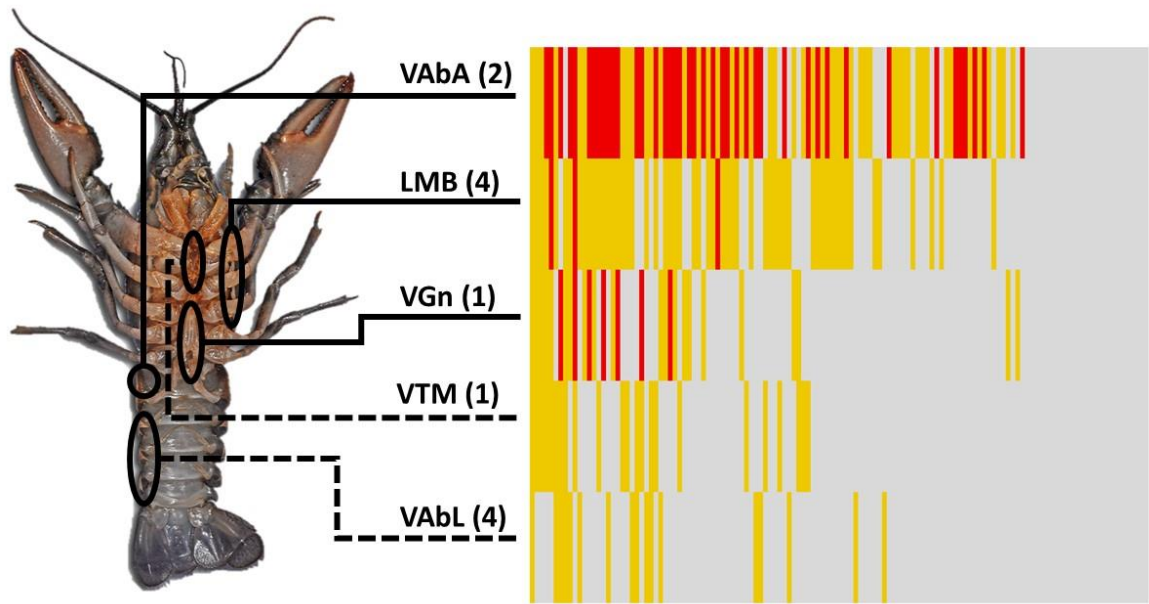 VAbA (2)
LMB (4)
VGn (1)
VTM (1)
VAbL (4)